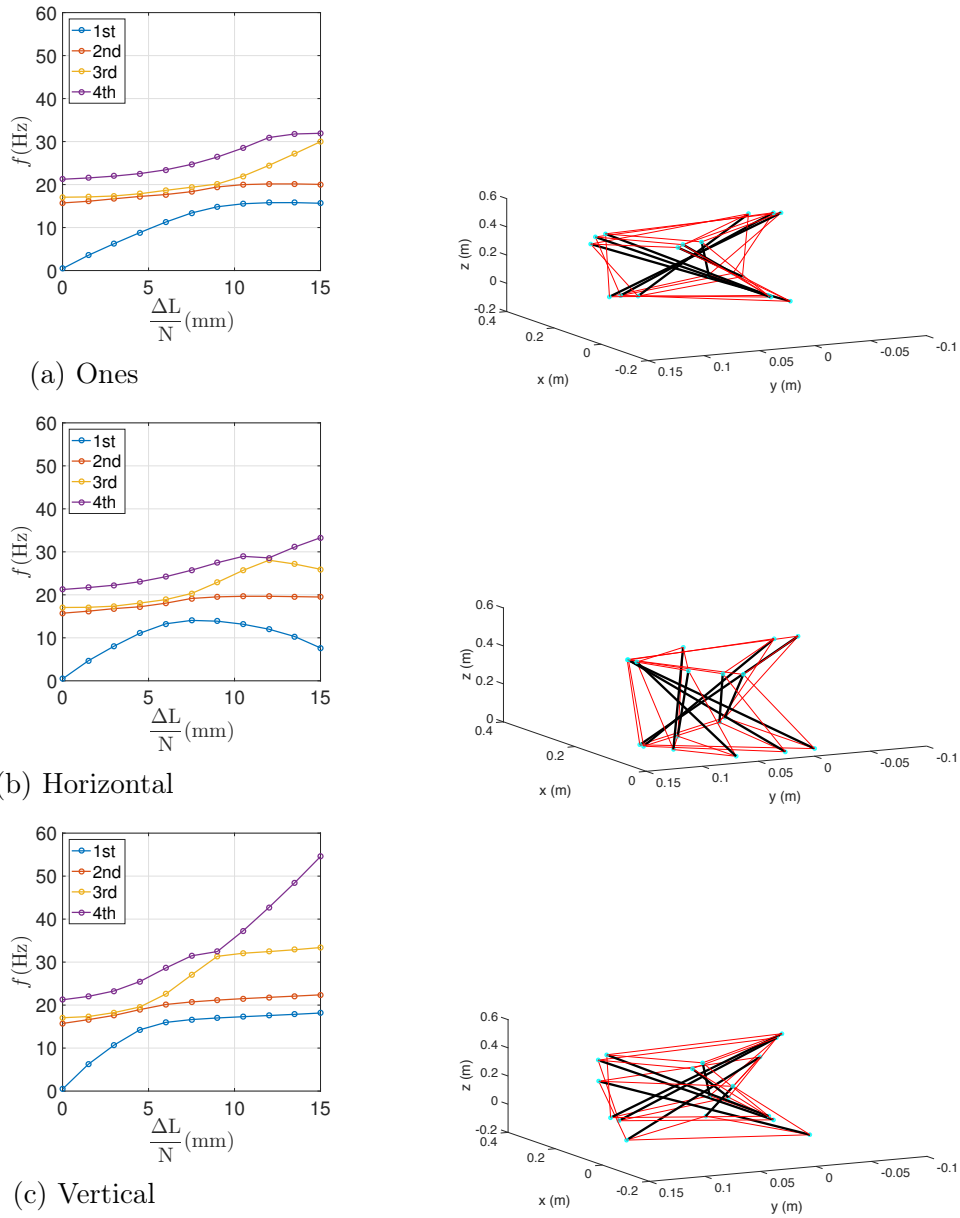 60
50
40
30
20
10
0
f (Hz)
1st
2nd
3rd
4th
0 5 10 15
ΔL/N (mm)
(a) Ones
0.6
0.4
0.2
0
-0.2
z (m)
0.4
0.2
0
-0.2
x (m)
0.15
0.1
0.05
0
-0.05
-0.1
y (m)
60
50
40
30
20
10
0
f (Hz)
1st
2nd
3rd
4th
0 5 10 15
ΔL/N (mm)
b) Horizontal
0.6
0.4
0.2
0
z (m)
0.4
0.2
0
x (m)
0.15
0.1
0.05
0
-0.05
-0.1
y (m)
60
50
40
30
20
10
0
f (Hz)
1st
2nd
3rd
4th
0 5 10 15
ΔL/N (mm)
(c) Vertical
0.6
0.4
0.2
0
-0.2
z (m)
0.4
0.2
0
-0.2
x (m)
0.15
0.1
0.05
0
-0.05
-0.1
y (m)